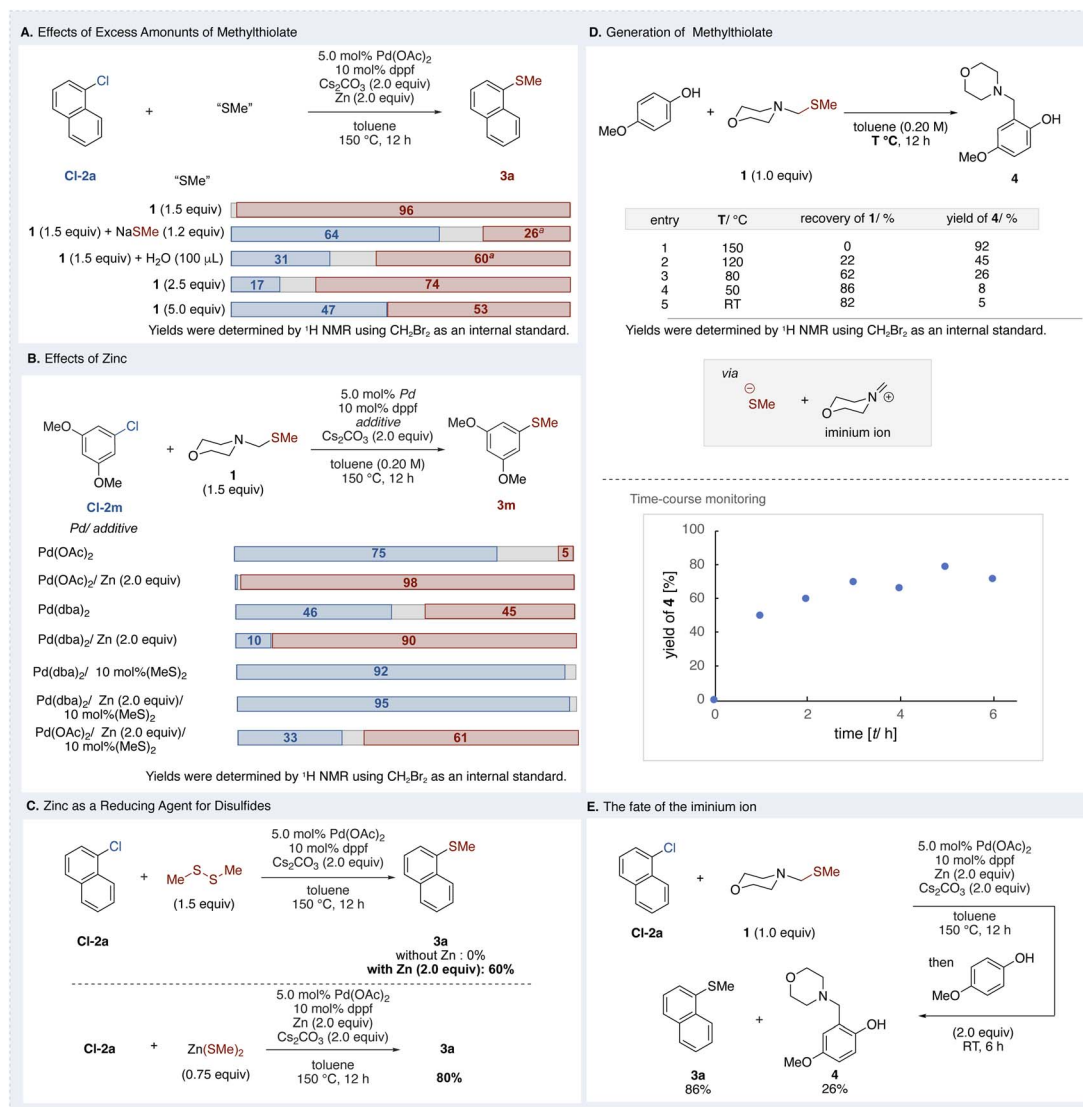 A. Effects of Excess Amonunts of Methylthiolate
Cl
+
“SMe”
5.0 mol% Pd(OAc)2
10 mol% dppf
Cs2CO3 (2.0 equiv)
Zn (2.0 equiv)
toluene
150 °C, 12 h
SMe
Cl-2a
“SMe”
3a
1 (1.5 equiv)
96
1 (1.5 equiv) + NaSMe (1.2 equiv)
64
26a
1 (1.5 equiv) + H2O (100 μL)
31
60a
1 (2.5 equiv)
17
74
1 (5.0 equiv)
47
53
Yields were determined by 1H NMR using CH2Br2 as an internal standard.
B. Effects of Zinc
MeO
Cl
OMe
Cl-2m
+
O
N
SMe
1
(1.5 equiv)
5.0 mol% Pd
10 mol% dppf
additive
Cs2CO3 (2.0 equiv)
toluene (0.20 M)
150 °C, 12 h
MeO
SMe
OMe
3m
Pd/ additive
Pd(OAc)2
75
5
Pd(OAc)2/ Zn (2.0 equiv)
98
Pd(dba)2
46
45
Pd(dba)2/ Zn (2.0 equiv)
10
90
Pd(dba)2/ 10 mol%(MeS)2
92
Pd(dba)2/ Zn (2.0 equiv)/
10 mol%(MeS)2
95
Pd(OAc)2/ Zn (2.0 equiv)/
10 mol%(MeS)2
33
61
Yields were determined by 1H NMR using CH2Br2 as an internal standard.
C. Zinc as a Reducing Agent for Disulfides
Cl
Cl-2a
+
Me
S
S
Me
(1.5 equiv)
5.0 mol% Pd(OAc)2
10 mol% dppf
Cs2CO3 (2.0 equiv)
toluene
150 °C, 12 h
SMe
3a
without Zn : 0%
with Zn (2.0 equiv): 60%
Cl-2a
+
Zn(SMe)2
(0.75 equiv)
5.0 mol% Pd(OAc)2
10 mol% dppf
Zn (2.0 equiv)
Cs2CO3 (2.0 equiv)
toluene
150 °C, 12 h
3a
80%
D. Generation of Methylthiolate
OH
MeO
+
O
N
SMe
1 (1.0 equiv)
toluene (0.20 M)
T °C, 12 h
O
N
OH
MeO
4
entry T/ °C recovery of 1/ % yield of 4/ %
1 150 0 92
2 120 22 45
3 80 62 26
4 50 86 8
5 RT 82 5
Yields were determined by 1H NMR using CH2Br2 as an internal standard.
via
⊖
SMe
+
O
N
⊕
iminium ion
Time-course monitoring
yield of 4 [%]
100
80
60
40
20
0
0 2 4 6
time [t/ h]
E. The fate of the iminium ion
Cl
Cl-2a
+
O
N
SMe
1 (1.0 equiv)
5.0 mol% Pd(OAc)2
10 mol% dppf
Zn (2.0 equiv)
Cs2CO3 (2.0 equiv)
toluene
150 °C, 12 h
then
OH
MeO
(2.0 equiv)
RT, 6 h
SMe
3a
86%
+
O
N
OH
MeO
4
26%